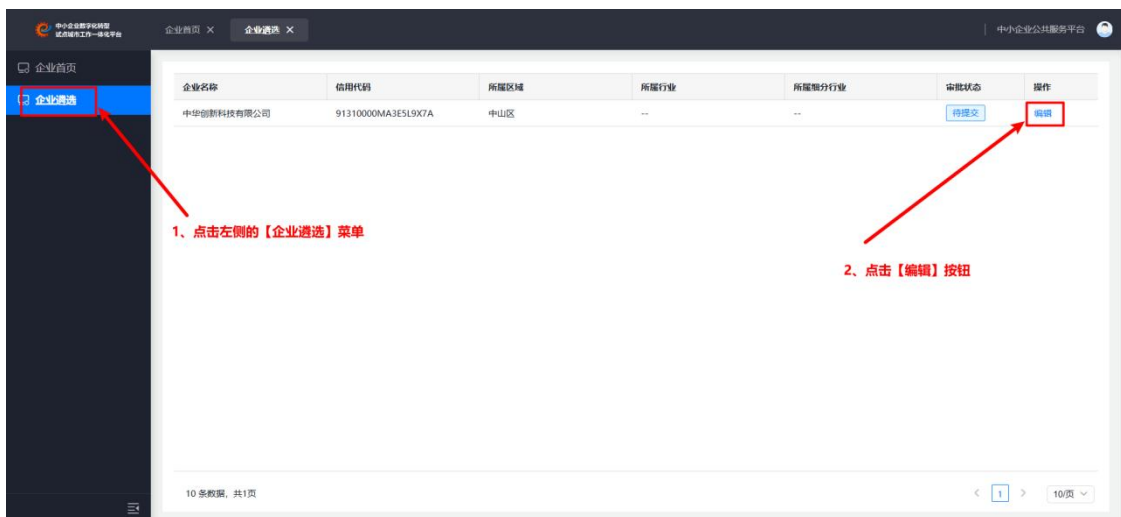 中小企业数字化转型
试点城市工作一体化平台
企业首页 ×
企业遴选 ×
中小企业公共服务平台
企业首页
企业遴选
企业名称 信用代码 所属区域 所属行业 所属细分行业 审批状态 操作
中华创新科技有限公司 91310000MA3E5L9X7A 中山区 -- -- 待提交 编辑
1、点击左侧的【企业遴选】菜单
2、点击【编辑】按钮
10 条数据，共1页
< 1 > 10/页